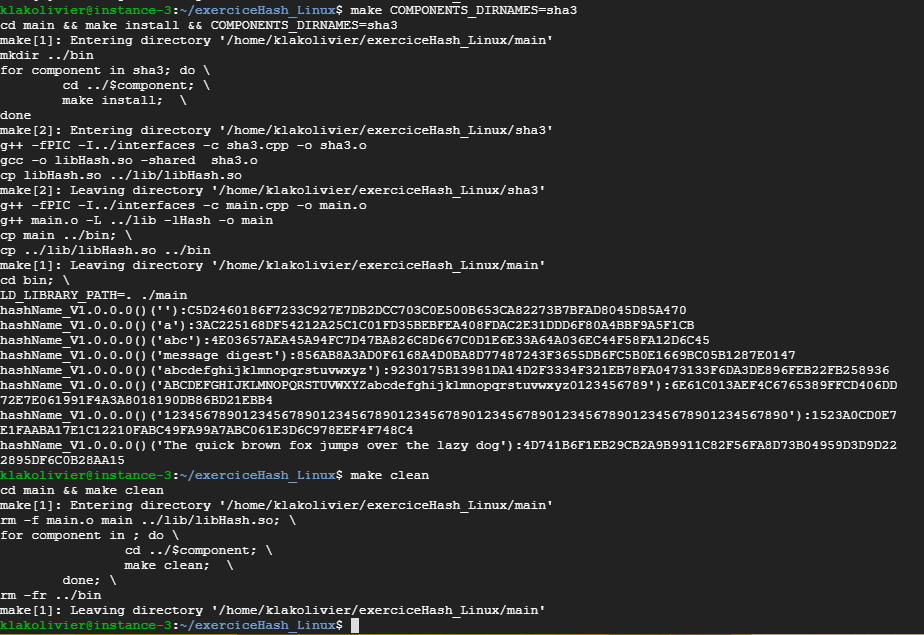 klakolivier@instance-3:~/exerciceHash_Linux$ make COMPONENTS_DIRNAMES=sha3
cd main && make install && COMPONENTS_DIRNAMES=sha3
make[1]: Entering directory '/home/klakolivier/exerciceHash_Linux/main'
mkdir ../bin
for component in sha3; do \
cd ../$component; \
make install;  \
done
make[2]: Entering directory '/home/klakolivier/exerciceHash_Linux/sha3'
g++ -fPIC -I../interfaces -c sha3.cpp -o sha3.o
gcc -o libHash.so -shared  sha3.o
cp libHash.so ../lib/libHash.so
make[2]: Leaving directory '/home/klakolivier/exerciceHash_Linux/sha3'
g++ -fPIC -I../interfaces -c main.cpp -o main.o
g++ main.o -L ../lib -lHash -o main
cp main ../bin; \
cp ../lib/libHash.so ../bin
make[1]: Leaving directory '/home/klakolivier/exerciceHash_Linux/main'
cd bin; \
LD_LIBRARY_PATH=. ./main
hashName_V1.0.0.0()(''):C5D2460186F7233C927E7DB2DCC703C0E500B653CA82273B7BFAD8045D85A470
hashName_V1.0.0.0()('a'):3AC225168DF54212A25C1C01FD35BEBFEA408FDAC2E31DDD6F80A4BBF9A5F1CB
hashName_V1.0.0.0()('abc'):4E03657AEA45A94FC7D47BA826C8D667C0D1E6E33A64A036EC44F58FA12D6C45
hashName_V1.0.0.0()('message digest'):856AB8A3AD0F6168A4D0BA8D77487243F3655DB6FC5B0E1669BC05B1287E0147
hashName_V1.0.0.0()('abcdefghijklmnopqrstuvwxyz'):9230175B13981DA14D2F3334F321EB78FA0473133F6DA3DE896FEB22FB258936
hashName_V1.0.0.0()('ABCDEFGHIJKLMNOPQRSTUVWXYZabcdefghijklmnopqrstuvwxyz0123456789'):6E61C013AEF4C6765389FFCD406DD
72E7E061991F4A3A8018190DB86BD21EBB4
hashName_V1.0.0.0()('12345678901234567890123456789012345678901234567890123456789012345678901234567890'):1523A0CD0E7
E1FAABA17E1C12210FABC49FA99A7ABC061E3D6C978EEF4F748C4
hashName_V1.0.0.0()('The quick brown fox jumps over the lazy dog'):4D741B6F1EB29CB2A9B9911C82F56FA8D73B04959D3D9D22
2895DF6C0B28AA15
klakolivier@instance-3:~/exerciceHash_Linux$ make clean
cd main && make clean
make[1]: Entering directory '/home/klakolivier/exerciceHash_Linux/main'
rm -f main.o main ../lib/libHash.so; \
for component in ; do \
cd ../$component; \
make clean;  \
done; \
rm -fr ../bin
make[1]: Leaving directory '/home/klakolivier/exerciceHash_Linux/main'
klakolivier@instance-3:~/exerciceHash_Linux$